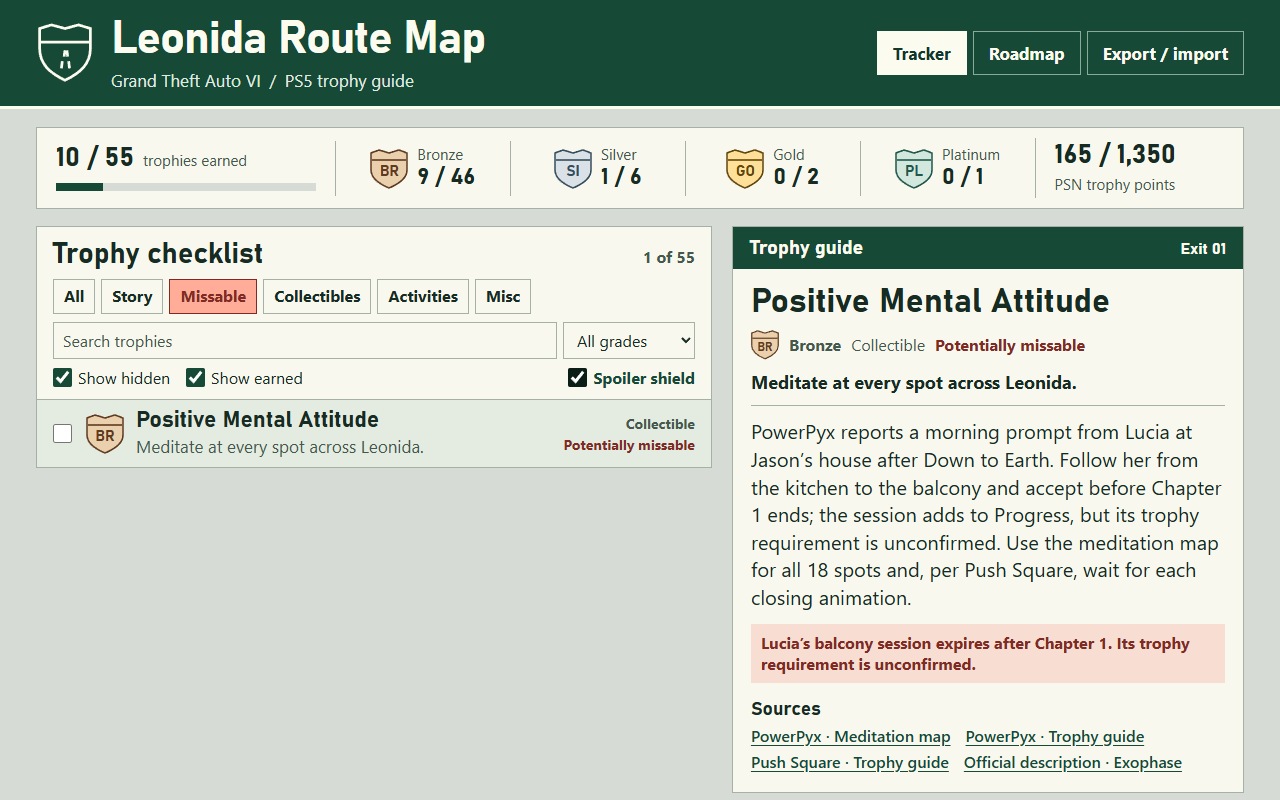 Leonida Route Map
Grand Theft Auto VI / PS5 trophy guide
Tracker
Roadmap
Export / import
10 / 55 trophies earned
BR
Bronze
9 / 46
SI
Silver
1 / 6
GO
Gold
0 / 2
PL
Platinum
0 / 1
165 / 1,350
PSN trophy points
Trophy checklist
1 of 55
All
Story
Missable
Collectibles
Activities
Misc
Search trophies
All grades
Show hidden
Show earned
Spoiler shield
BR
Positive Mental Attitude
Meditate at every spot across Leonida.
Collectible
Potentially missable
Trophy guide
Exit 01
Positive Mental Attitude
BR
Bronze Collectible Potentially missable
Meditate at every spot across Leonida.
PowerPyx reports a morning prompt from Lucia at
Jason's house after Down to Earth. Follow her from
the kitchen to the balcony and accept before Chapter
1 ends; the session adds to Progress, but its trophy
requirement is unconfirmed. Use the meditation map
for all 18 spots and, per Push Square, wait for each
closing animation.
Lucia's balcony session expires after Chapter 1. Its trophy
requirement is unconfirmed.
Sources
PowerPyx · Meditation map PowerPyx · Trophy guide
Push Square · Trophy guide Official description · Exophase